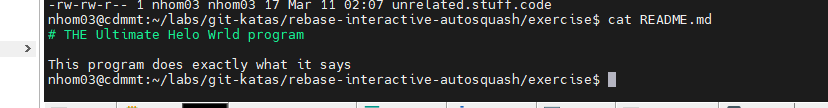 -rw-rw-r-- 1 nhom03 nhom03 17 Mar 11 02:07 unrelated.stuff.code
nhom03@cdmmt:~/labs/git-katas/rebase-interactive-autosquash/exercise$ cat README.md
# THE Ultimate Helo Wrld program

This program does exactly what it says
nhom03@cdmmt:~/labs/git-katas/rebase-interactive-autosquash/exercise$